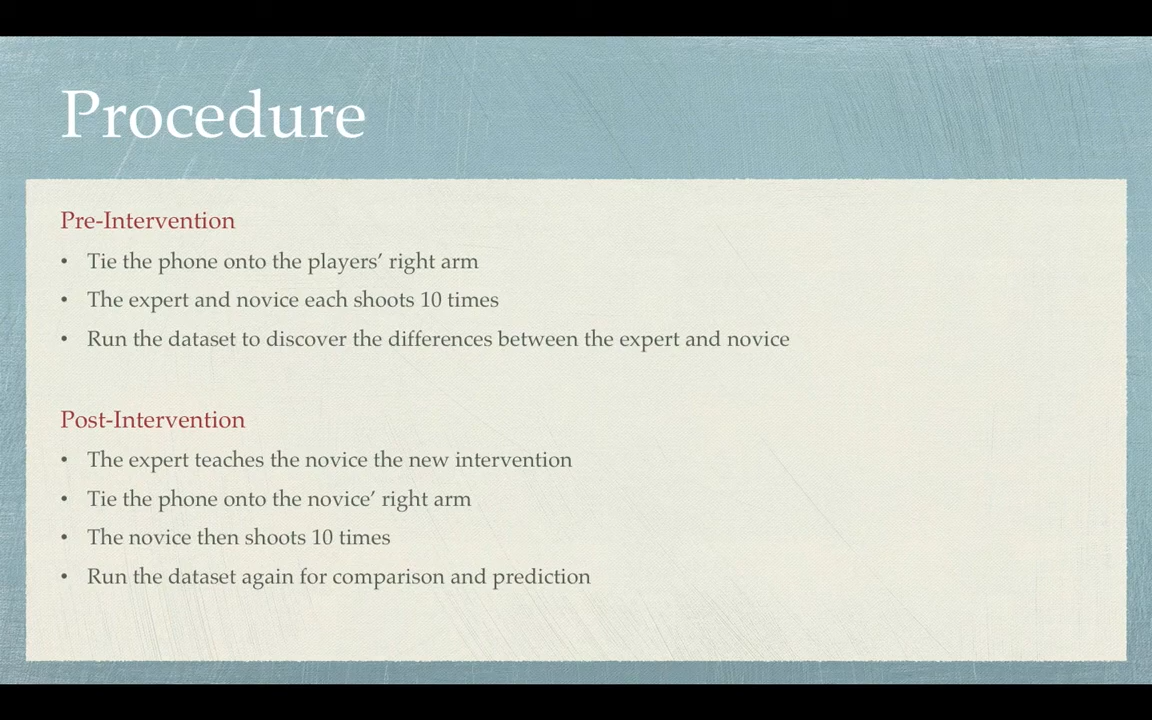 Procedure
Pre-Intervention
• Tie the phone onto the players’ right arm
• The expert and novice each shoots 10 times
• Run the dataset to discover the differences between the expert and novice
Post-Intervention
• The expert teaches the novice the new intervention
• Tie the phone onto the novice’ right arm
• The novice then shoots 10 times
• Run the dataset again for comparison and prediction